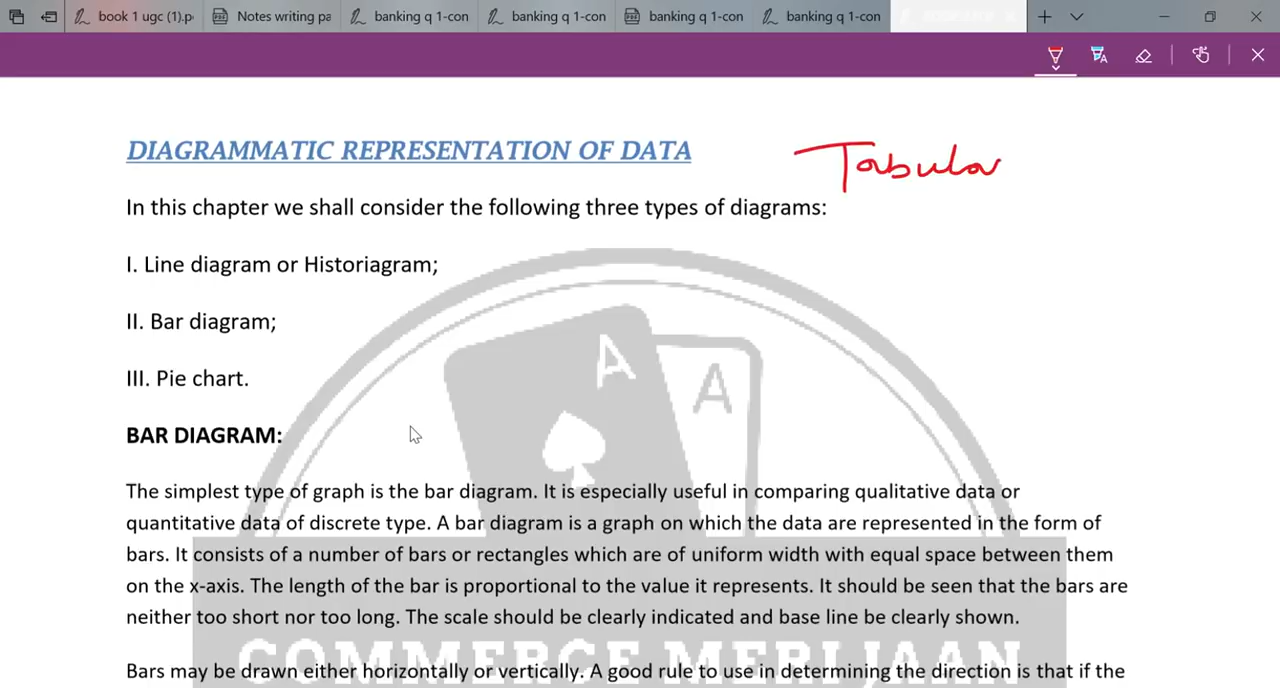 book 1 ugc (1).p
Notes writing pa
banking q 1-con
banking q 1-con
banking q 1-con
banking q 1-con
DIAGRAMMATIC REPRESENTATION OF DATA
Tabula
In this chapter we shall consider the following three types of diagrams:
I. Line diagram or Historiagram;
II. Bar diagram;
III. Pie chart.
A
A
BAR DIAGRAM:
The simplest type of graph is the bar diagram. It is especially useful in comparing qualitative data or
quantitative data of discrete type. A bar diagram is a graph on which the data are represented in the form of
bars. It consists of a number of bars or rectangles which are of uniform width with equal space between them
on the x-axis. The length of the bar is proportional to the value it represents. It should be seen that the bars are
neither too short nor too long. The scale should be clearly indicated and base line be clearly shown.
COMMERCE MERI JAAN
Bars may be drawn either horizontally or vertically. A good rule to use in determining the direction is that if the